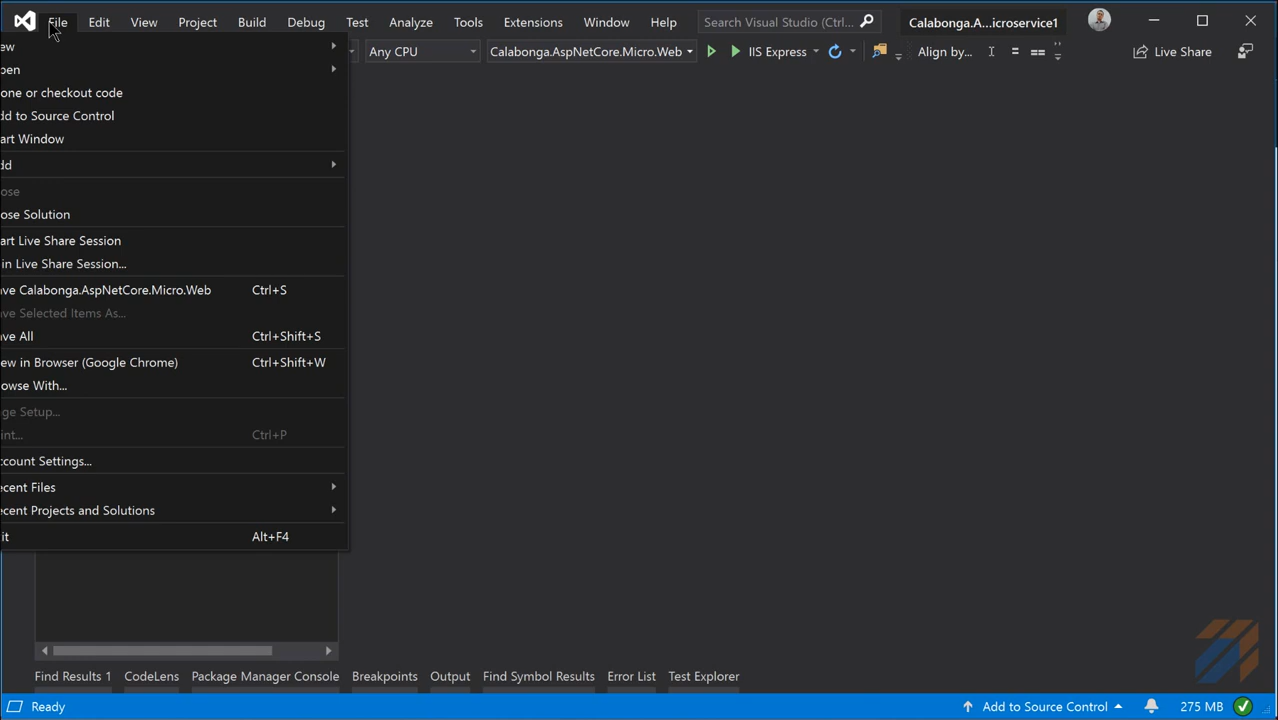 File Edit View Project Build Debug Test Analyze Tools Extensions Window Help Search Visual Studio (Ctrl... Calabonga.A...icroservice1
ew
pen
Any CPU Calabonga.AspNetCore.Micro.Web IIS Express Align by... Live Share
one or checkout code
dd to Source Control
art Window
dd
ose
ose Solution
art Live Share Session
in Live Share Session...
ave Calabonga.AspNetCore.Micro.Web Ctrl+S
ave Selected Items As...
ave All Ctrl+Shift+S
ew in Browser (Google Chrome) Ctrl+Shift+W
owse With...
ge Setup...
int... Ctrl+P
ccount Settings...
ecent Files
ecent Projects and Solutions
it Alt+F4
Find Results 1 CodeLens Package Manager Console Breakpoints Output Find Symbol Results Error List Test Explorer
Ready Add to Source Control 275 MB